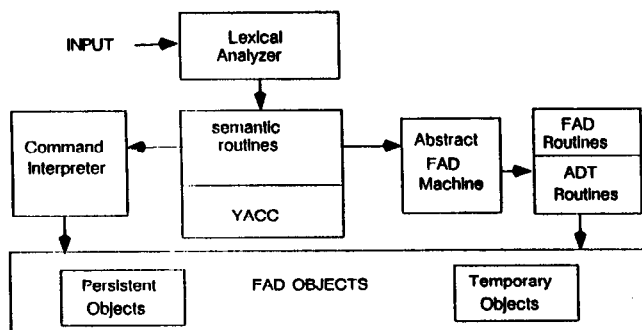 INPUT
Lexical
Analyzer
Command
Interpreter
semantic
routines
YACC
Abstract
FAD
Machine
FAD
Routines
ADT
Routines
Persistent
Objects
FAD OBJECTS
Temporary
Objects